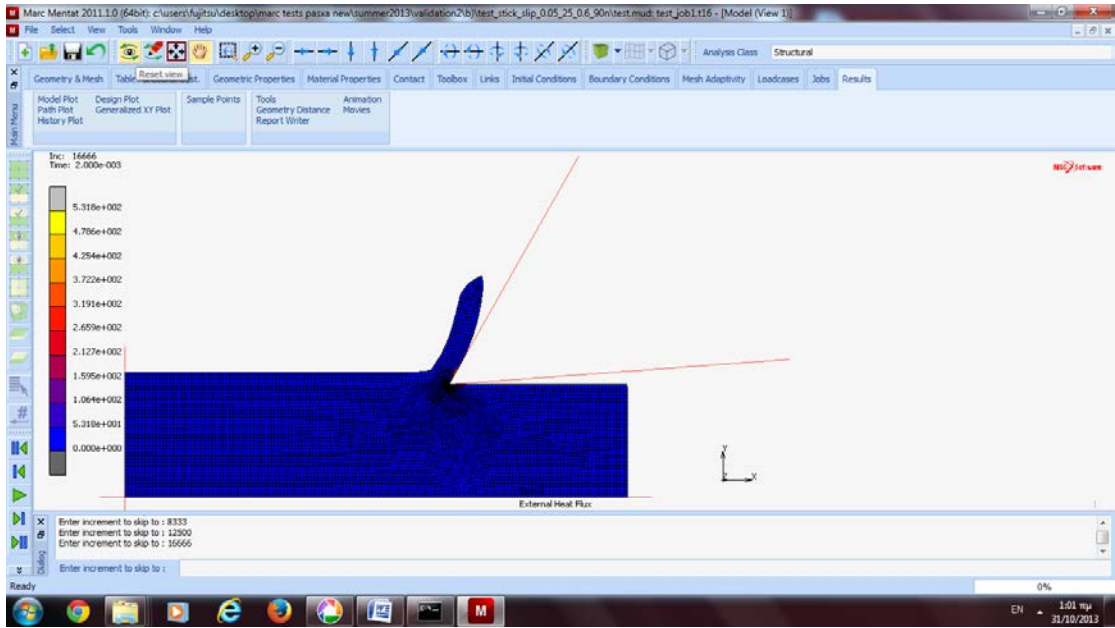 Marc Mentat 2011.1.0 (64bit): c:\users\fujitsu\desktop\marc tests pasxa new\summer2013\validation2\b)\test_stick_slip_0.05_25_0.6_90n\test.mud: test_job1.t16 - [Model (View 1)]
File Select View Tools Window Help
Analysis Class Structural
Geometry & Mesh Geometric Properties Material Properties Contact Toolbox Links Initial Conditions Boundary Conditions Mesh Adaptivity Loadcases Jobs Results
Reset view
Main Menu
Model Plot Design Plot Sample Points Tools Animation
Path Plot Generalized XY Plot Geometry Distance Movies
History Plot Report Writer
Inc: 16666
Time: 2.000e-003
MSC Software
5.318e+002
4.786e+002
4.254e+002
3.722e+002
3.191e+002
2.659e+002
2.127e+002
1.595e+002
1.064e+002
5.318e+001
0.000e+000
Y
Z X
External Heat Flux
1
Dialog
Enter increment to skip to : 8333
Enter increment to skip to : 12500
Enter increment to skip to : 16666
Enter increment to skip to :
Ready
0%
EN
1:01 πμ
31/10/2013